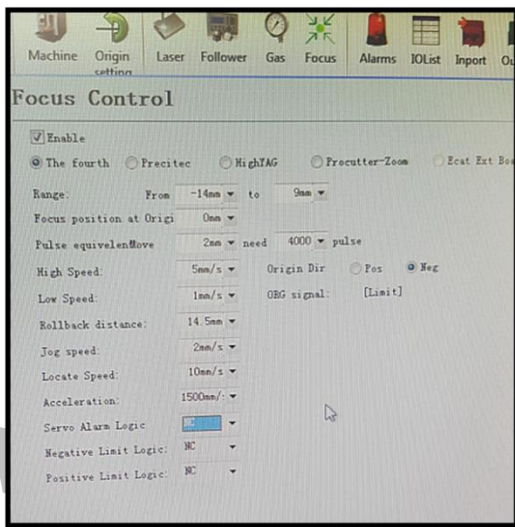 Machine Origin setting Laser Follower Gas Focus Alarms IOList Inport
Focus Control
Enable
The fourth Precitec HighYAG Procutter-Zoom Ecat Ext
Range: From -14mm to 9mm
Focus position at Origi 0mm
Pulse equivelen Move 2mm need 4000 pulse
High Speed: 5mm/s Origin Dir Pos Neg
Low Speed: 1mm/s ORG signal: [Limit]
Rollback distance: 14.5mm
Jog speed: 2mm/s
Locate Speed: 10mm/s
Acceleration: 1500mm/:
Servo Alarm Logic NC
Negative Limit Logic: NC
Positive Limit Logic: NC